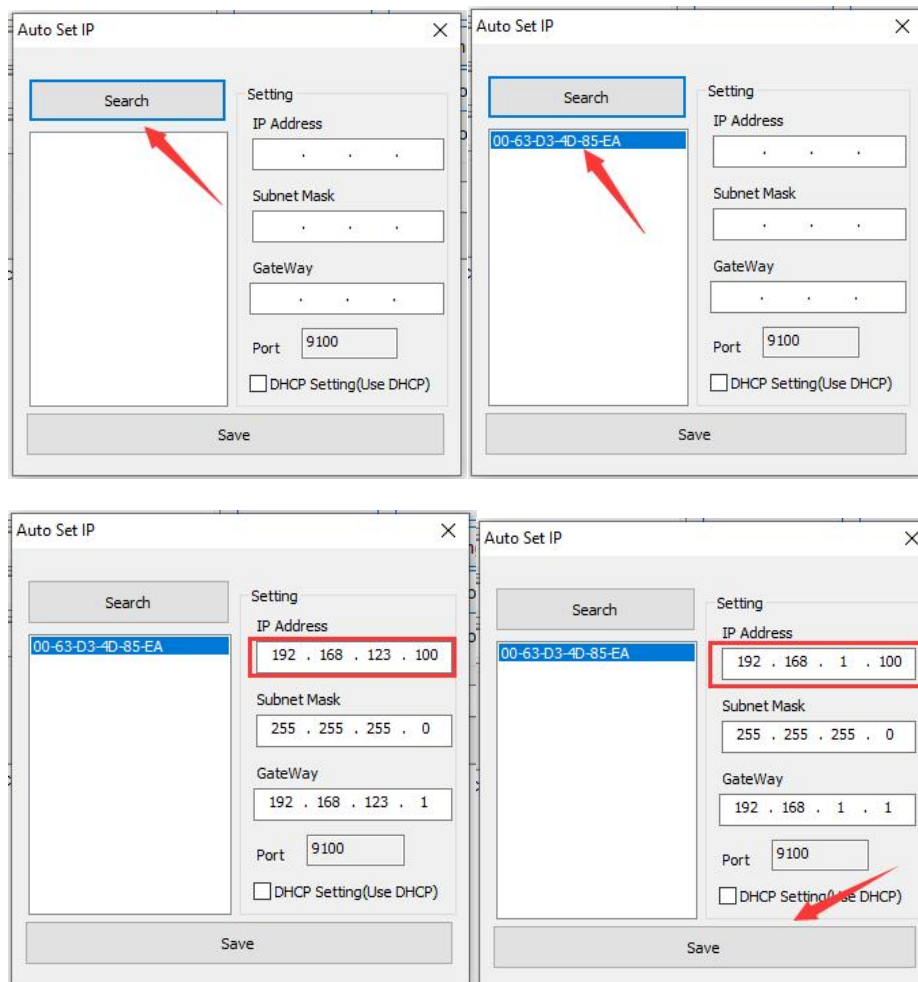 Auto Set IP
Search
Setting
IP Address
. . .
Subnet Mask
. . .
GateWay
. . .
Port 9100
DHCP Setting(Use DHCP)
Save
Auto Set IP
Search
00-63-D3-4D-85-EA
Setting
IP Address
. . .
Subnet Mask
. . .
GateWay
. . .
Port 9100
DHCP Setting(Use DHCP)
Save
Auto Set IP
Search
00-63-D3-4D-85-EA
Setting
IP Address
192 . 168 . 123 . 100
Subnet Mask
255 . 255 . 255 . 0
GateWay
192 . 168 . 123 . 1
Port 9100
DHCP Setting(Use DHCP)
Save
Auto Set IP
Search
00-63-D3-4D-85-EA
Setting
IP Address
192 . 168 . 1 . 100
Subnet Mask
255 . 255 . 255 . 0
GateWay
192 . 168 . 1 . 1
Port 9100
DHCP Setting(Use DHCP)
Save